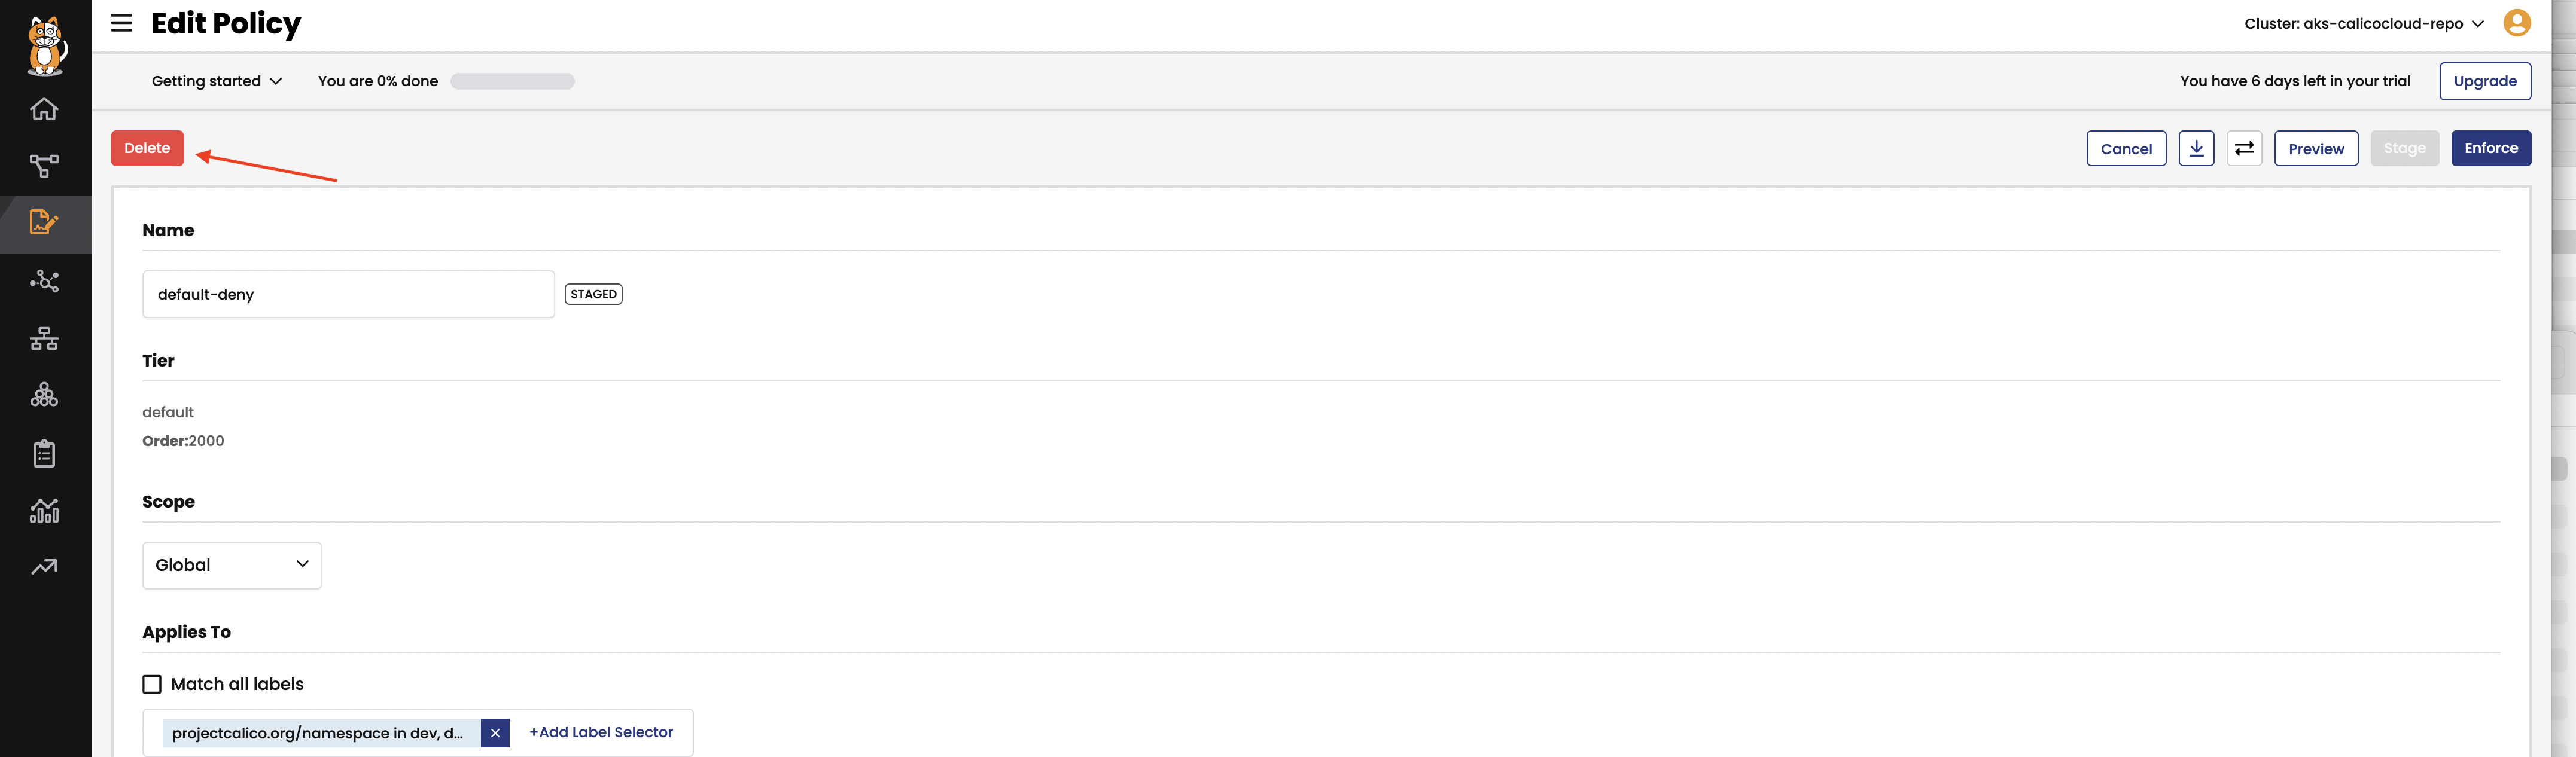 Edit Policy
Cluster: aks-calicocloud-repo
Getting started
You are 0% done
You have 6 days left in your trial
Upgrade
Delete
Cancel
Preview
Stage
Enforce
Name
default-deny
STAGED
Tier
default
Order:2000
Scope
Global
Applies To
Match all labels
projectcalico.org/namespace in dev, d...
+Add Label Selector